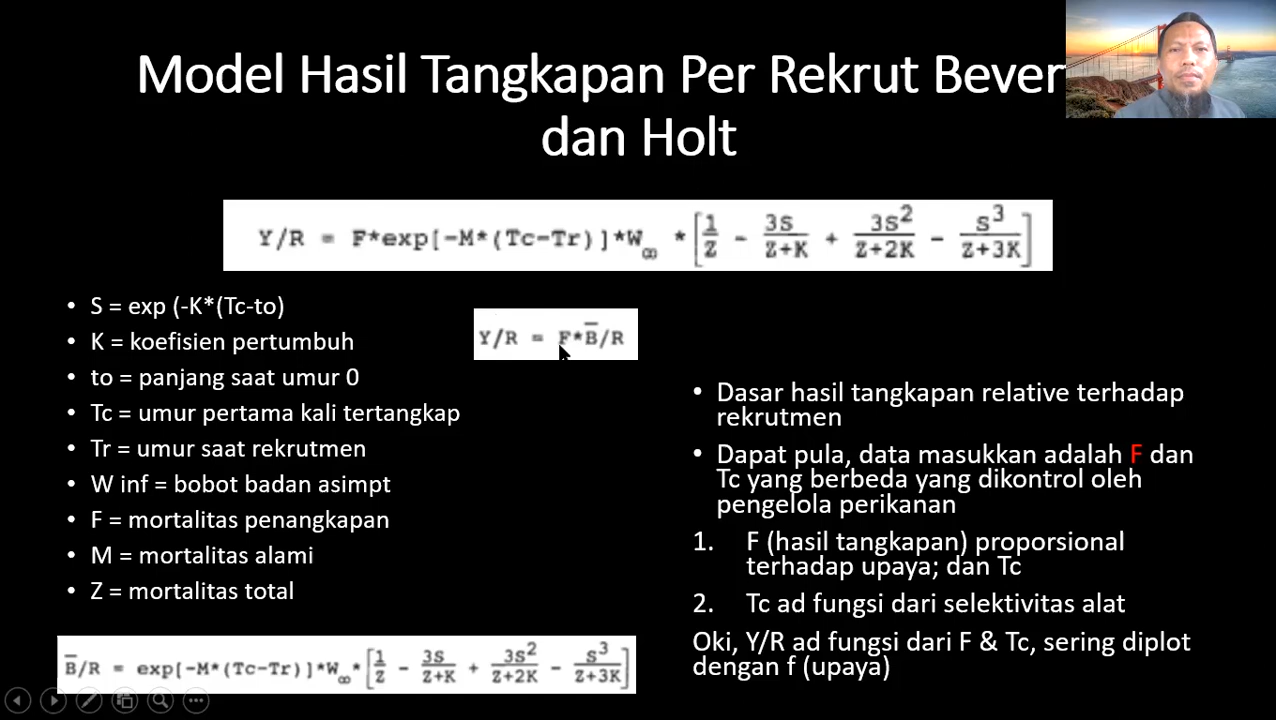 Model Hasil Tangkapan Per Rekrut Bever
dan Holt
Y/R = F*exp[-M*(Tc-Tr)]*W∞ * [1/Z - 3S/Z+K + 3S²/Z+2K - S³/Z+3K]
• S = exp (-K*(Tc-to)
• K = koefisien pertumbuh
• to = panjang saat umur 0
• Tc = umur pertama kali tertangkap
• Tr = umur saat rekrutmen
• W inf = bobot badan asimpt
• F = mortalitas penangkapan
• M = mortalitas alami
• Z = mortalitas total
Y/R = F*B̅/R
• Dasar hasil tangkapan relative terhadap
rekrutmen
• Dapat pula, data masukkan adalah F dan
Tc yang berbeda yang dikontrol oleh
pengelola perikanan
1. F (hasil tangkapan) proporsional
terhadap upaya; dan Tc
2. Tc ad fungsi dari selektivitas alat
Oki, Y/R ad fungsi dari F & Tc, sering diplot
dengan f (upaya)
B̅/R = exp[-M*(Tc-Tr)]*W∞*[1/Z - 3S/Z+K + 3S²/Z+2K - S³/Z+3K]